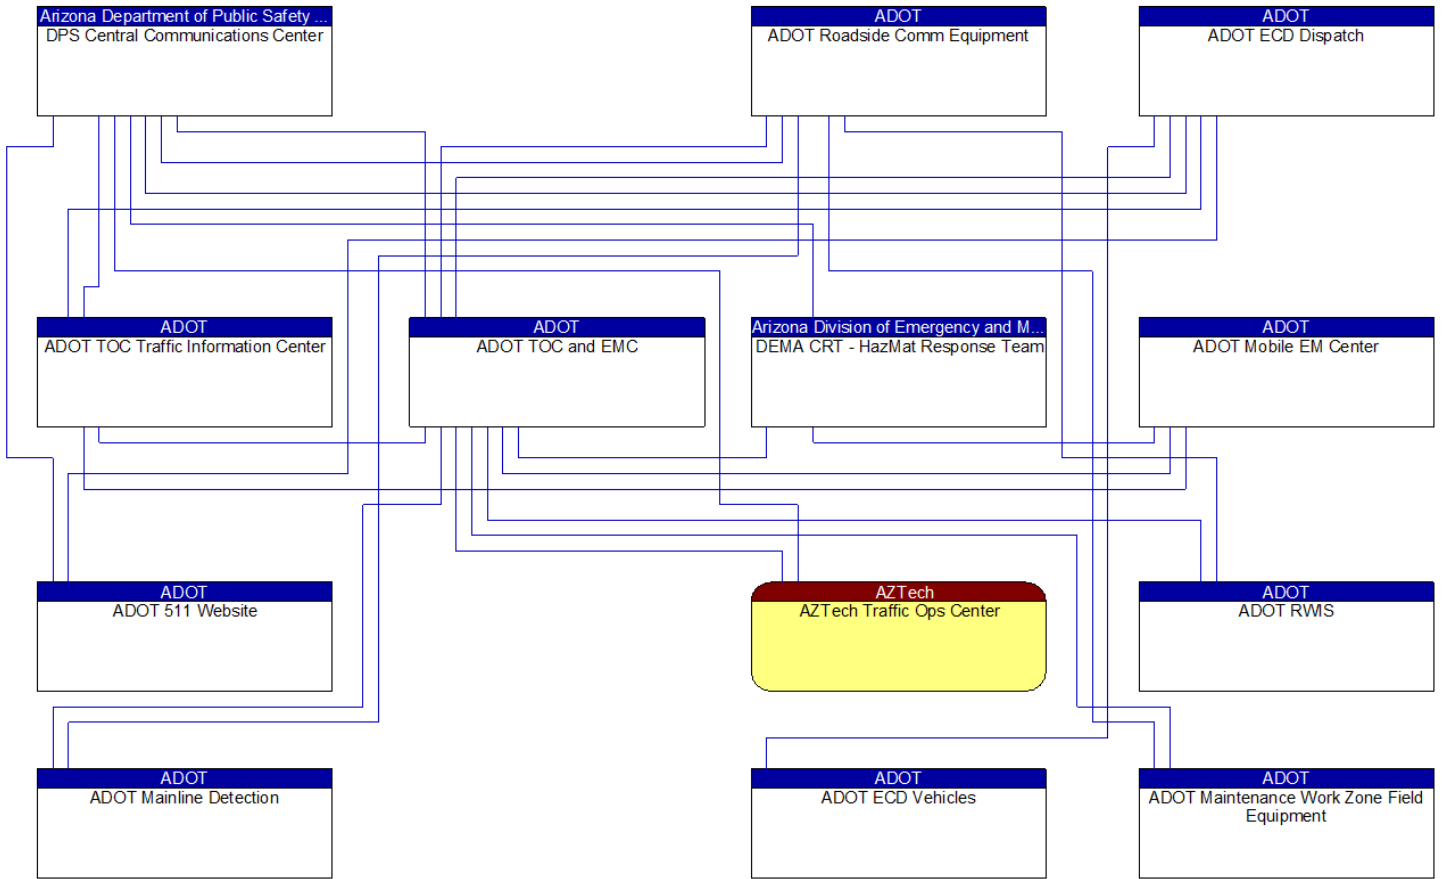 Arizona Department of Public Safety ...
DPS Central Communications Center
ADOT
ADOT Roadside Comm Equipment
ADOT
ADOT ECD Dispatch
ADOT
ADOT TOC Traffic Information Center
ADOT
ADOT TOC and EMC
Arizona Division of Emergency and M...
DEMA CRT - HazMat Response Team
ADOT
ADOT Mobile EM Center
ADOT
ADOT 511 Website
AZTech
AZTech Traffic Ops Center
ADOT
ADOT RWIS
ADOT
ADOT Mainline Detection
ADOT
ADOT ECD Vehicles
ADOT
ADOT Maintenance Work Zone Field
Equipment